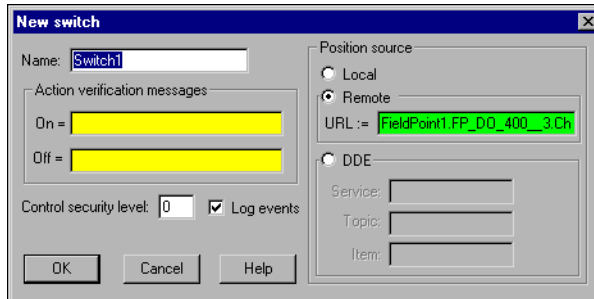 New switch
Name: Switch1
Action verification messages
On =
Off =
Control security level: 0
Log events
OK
Cancel
Help
Position source
Local
Remote
URL := FieldPoint1.FP_DO_400__3.Ch
DDE
Service:
Topic:
Item: